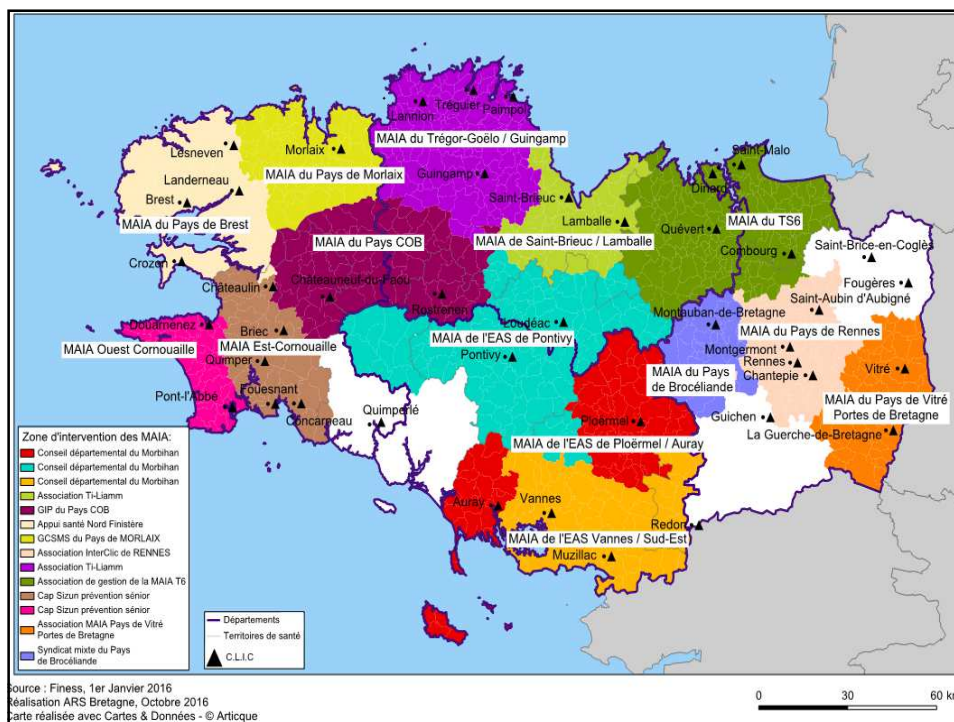 Lannion
Tréguier
Paimpol
MAIA du Trégor-Goëlo / Guingamp
Lesneven
Morlaix
Saint-Malo
Dinard
Landerneau
MAIA du Pays de Morlaix
Guingamp
Brest
Saint-Brieuc
MAIA du Pays de Brest
Lamballe
MAIA du TS6
Quévert
MAIA du Pays COB
MAIA de Saint-Brieuc / Lamballe
Saint-Brice-en-Coglès
Combourg
Crozon
Châteaulin
Châteauneuf-du-Faou
Fougères
Rostrenen
Saint-Aubin d'Aubigné
Montauban-de-Bretagne
Douarnenez
Briec
Loudéac
MAIA du Pays de Rennes
MAIA Ouest Cornouaille
MAIA Est-Cornouaille
MAIA de l'EAS de Pontivy
Montgermont
Pontivy
Quimper
Rennes
MAIA du Pays
de Brocéliande
Chantepie
Vitré
Pont-l'Abbé
Fouesnant
Concarneau
Quimperlé
MAIA du Pays de Vitré
Portes de Bretagne
Guichen
Ploërmel
La Guerche-de-Bretagne
MAIA de l'EAS de Ploërmel / Auray
Auray
Vannes
Redon
MAIA de l'EAS Vannes / Sud-Est
Muzillac
Zone d'intervention des MAIA:
Conseil départemental du Morbihan
Conseil départemental du Morbihan
Conseil départemental du Morbihan
Association Ti-Liamm
GIP du Pays COB
Appui santé Nord Finistère
GCSMS du Pays de MORLAIX
Association InterClic de RENNES
Association Ti-Liamm
Association de gestion de la MAIA T6
Cap Sizun prévention sénior
Cap Sizun prévention sénior
Association MAIA Pays de Vitré
Portes de Bretagne
Syndicat mixte du Pays
de Brocéliande
Départements
Territoires de santé
C.L.I.C
Source : Finess, 1er Janvier 2016
Réalisation ARS Bretagne, Octobre 2016
Carte réalisée avec Cartes & Données - © Articque
0 30 60 km